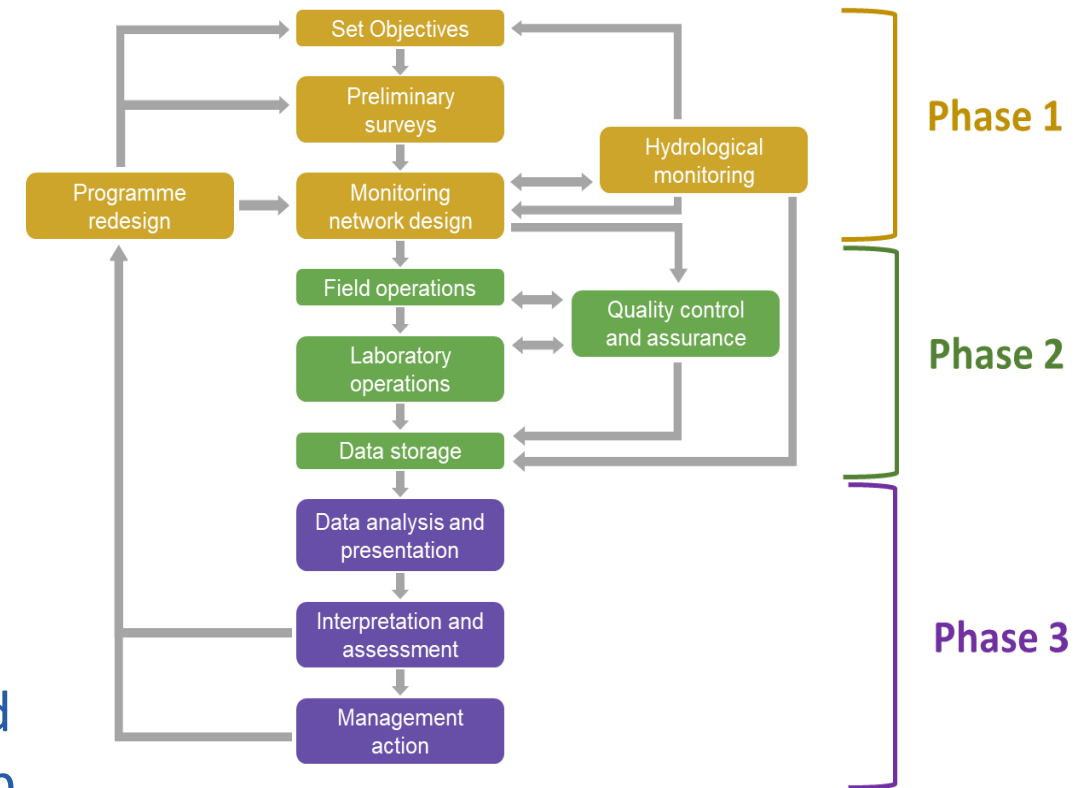 Set Objectives
Preliminary
surveys
Phase 1
Hydrological
monitoring
Programme
redesign
Monitoring
network design
Field operations
Quality control
and assurance
Phase 2
Laboratory
operations
Data storage
Data analysis and
presentation
Interpretation and
assessment
Phase 3
Management
action